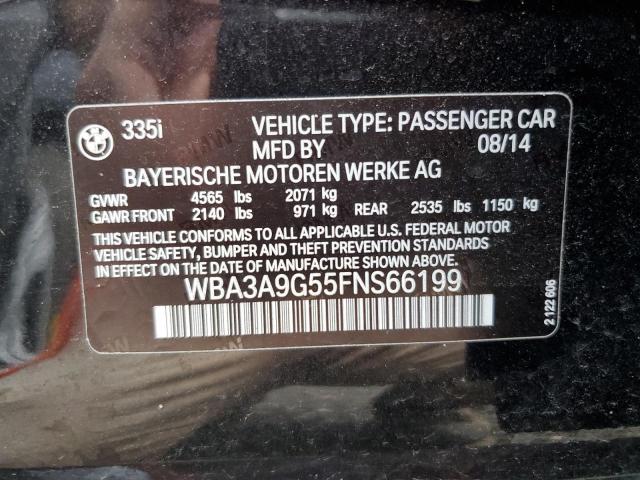 335i VEHICLE TYPE: PASSENGER CAR
MFD BY 08/14
BAYERISCHE MOTOREN WERKE AG
GVWR 4565 lbs 2071 kg
GAWR FRONT 2140 lbs 971 kg REAR 2535 lbs 1150 kg
THIS VEHICLE CONFORMS TO ALL APPLICABLE U.S. FEDERAL MOTOR
VEHICLE SAFETY, BUMPER AND THEFT PREVENTION STANDARDS
IN EFFECT ON THE DATE OF MANUFACTURE SHOWN ABOVE.
WBA3A9G55FNS66199
2 122 606